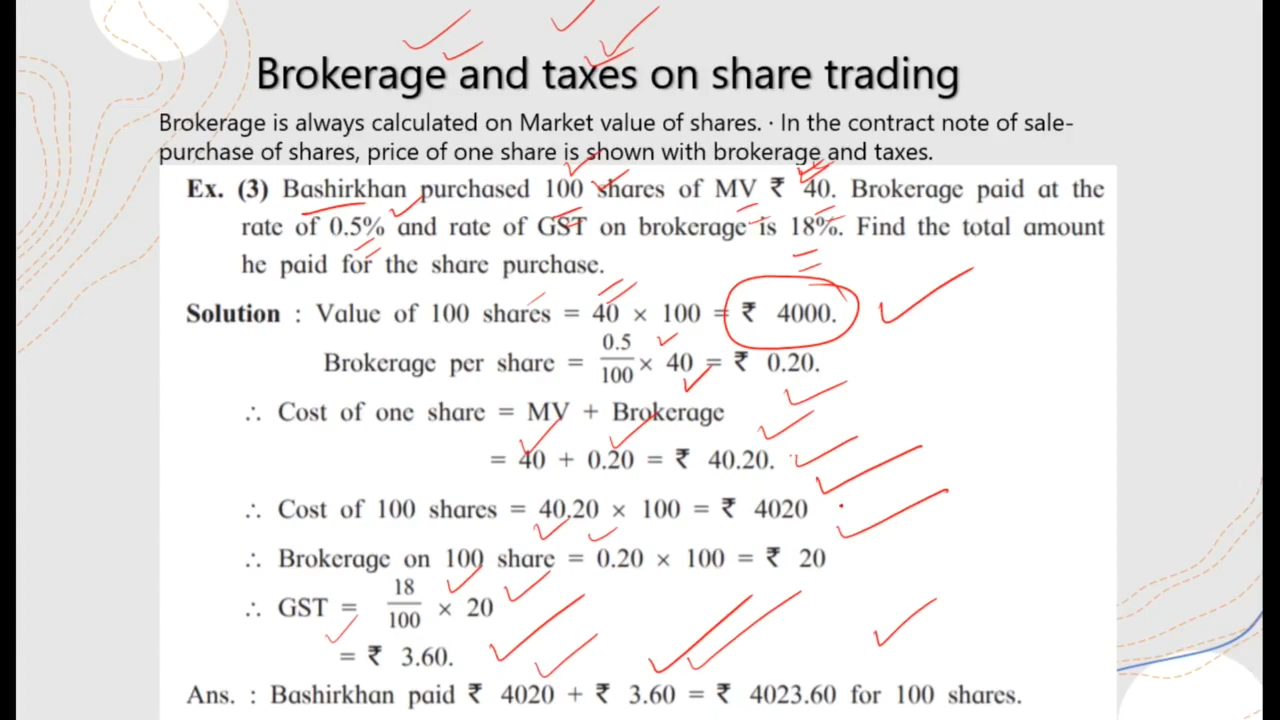 Brokerage and taxes on share trading
Brokerage is always calculated on Market value of shares. · In the contract note of sale-
purchase of shares, price of one share is shown with brokerage and taxes.
Ex. (3) Bashirkhan purchased 100 shares of MV ₹ 40. Brokerage paid at the
rate of 0.5% and rate of GST on brokerage is 18%. Find the total amount
he paid for the share purchase.
Solution : Value of 100 shares = 40 × 100 = ₹ 4000.
Brokerage per share = 0.5/100 × 40 = ₹ 0.20.
∴ Cost of one share = MV + Brokerage
= 40 + 0.20 = ₹ 40.20.
∴ Cost of 100 shares = 40.20 × 100 = ₹ 4020
∴ Brokerage on 100 share = 0.20 × 100 = ₹ 20
∴ GST = 18/100 × 20
= ₹ 3.60.
Ans. : Bashirkhan paid ₹ 4020 + ₹ 3.60 = ₹ 4023.60 for 100 shares.